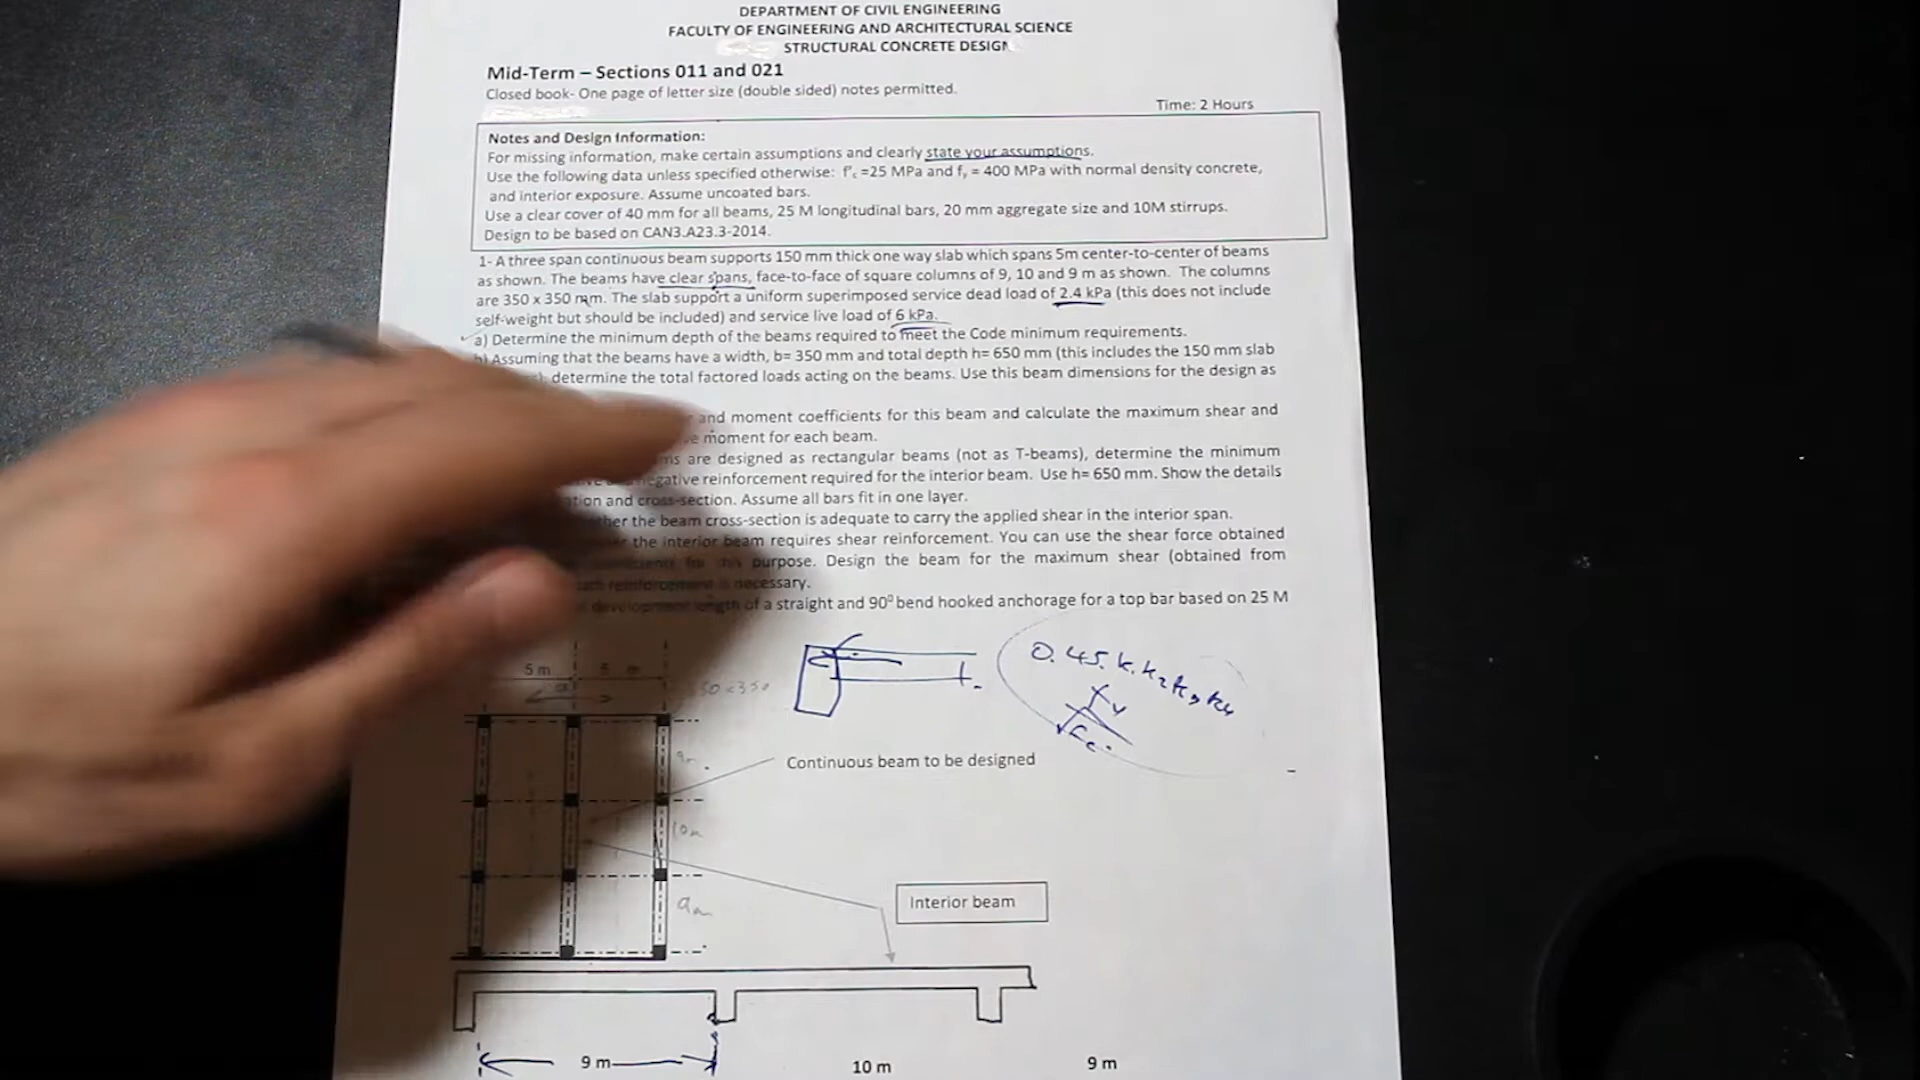 DEPARTMENT OF CIVIL ENGINEERING
FACULTY OF ENGINEERING AND ARCHITECTURAL SCIENCE
STRUCTURAL CONCRETE DESIGN
Mid-Term – Sections 011 and 021
Closed book- One page of letter size (double sided) notes permitted.
Time: 2 Hours
Notes and Design Information:
For missing information, make certain assumptions and clearly state your assumptions.
Use the following data unless specified otherwise: f'c =25 MPa and fy = 400 MPa with normal density concrete,
and interior exposure. Assume uncoated bars.
Use a clear cover of 40 mm for all beams, 25 M longitudinal bars, 20 mm aggregate size and 10M stirrups.
Design to be based on CAN3.A23.3-2014.
1- A three span continuous beam supports 150 mm thick one way slab which spans 5m center-to-center of beams
as shown. The beams have clear spans, face-to-face of square columns of 9, 10 and 9 m as shown. The columns
are 350 x 350 mm. The slab support a uniform superimposed service dead load of 2.4 kPa (this does not include
self-weight but should be included) and service live load of 6 kPa.
a) Determine the minimum depth of the beams required to meet the Code minimum requirements.
b) Assuming that the beams have a width, b= 350 mm and total depth h= 650 mm (this includes the 150 mm slab
determine the total factored loads acting on the beams. Use this beam dimensions for the design as
and moment coefficients for this beam and calculate the maximum shear and
moment for each beam.
are designed as rectangular beams (not as T-beams), determine the minimum
negative reinforcement required for the interior beam. Use h= 650 mm. Show the details
and cross-section. Assume all bars fit in one layer.
the beam cross-section is adequate to carry the applied shear in the interior span.
the interior beam requires shear reinforcement. You can use the shear force obtained
for this purpose. Design the beam for the maximum shear (obtained from
reinforcement is necessary.
development length of a straight and 90⁰ bend hooked anchorage for a top bar based on 25 M
5 m 5 m
0.45.k.k2k3k4
fy
√f'c
9m
Continuous beam to be designed
10m
Interior beam
9m
9 m 10 m 9 m